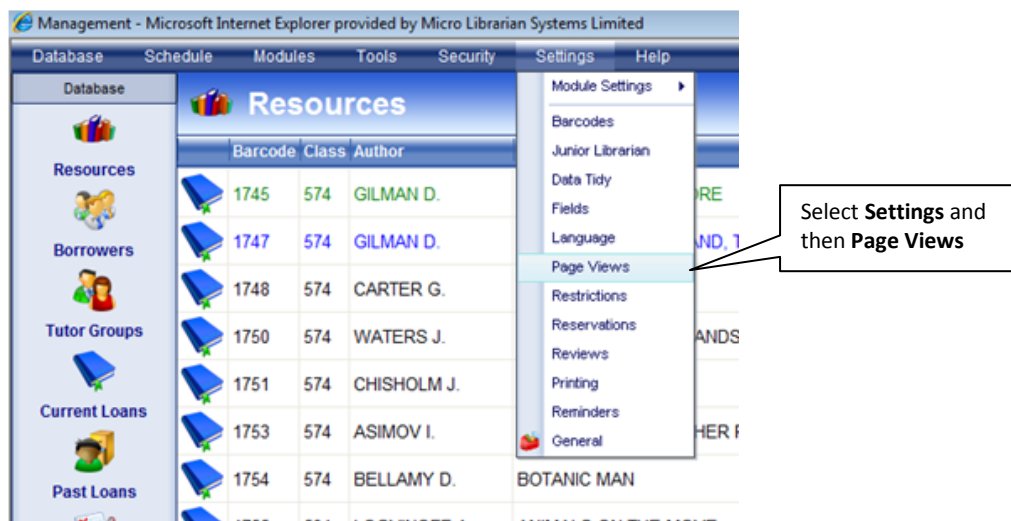 Management - Microsoft Internet Explorer provided by Micro Librarian Systems Limited
Database Schedule Modules Tools Security Settings Help
Database
Resources
Borrowers
Tutor Groups
Current Loans
Past Loans
Resources
Barcode Class Author
1745 574 GILMAN D. RE
1747 574 GILMAN D. ND, T
1748 574 CARTER G.
1750 574 WATERS J. ANDS
1751 574 CHISHOLM J.
1753 574 ASIMOV I. HER
1754 574 BELLAMY D. BOTANIC MAN
Module Settings
Barcodes
Junior Librarian
Data Tidy
Fields
Language
Page Views
Restrictions
Reservations
Reviews
Printing
Reminders
General
Select Settings and
then Page Views